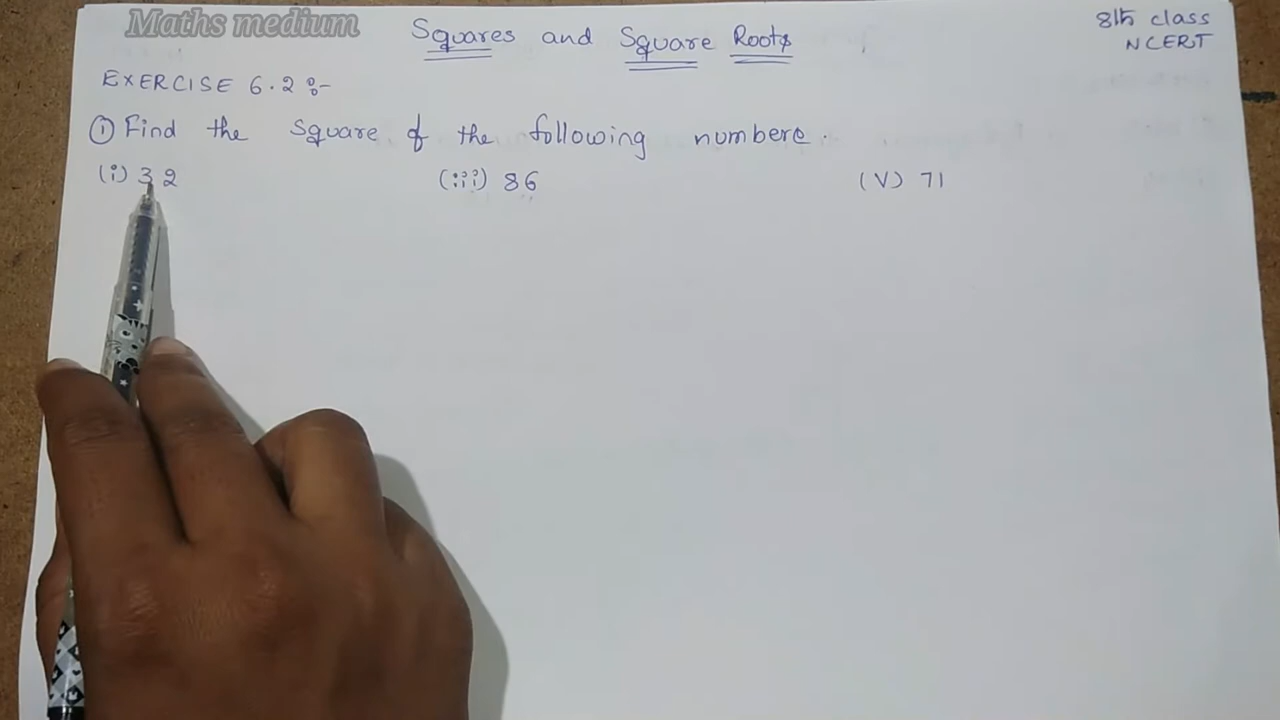 Maths medium
Squares and Square Roots
8th class
NCERT
EXERCISE 6.2 :-
① Find the Square of the following numbers.
(i) 32 (iii) 86 (V) 71